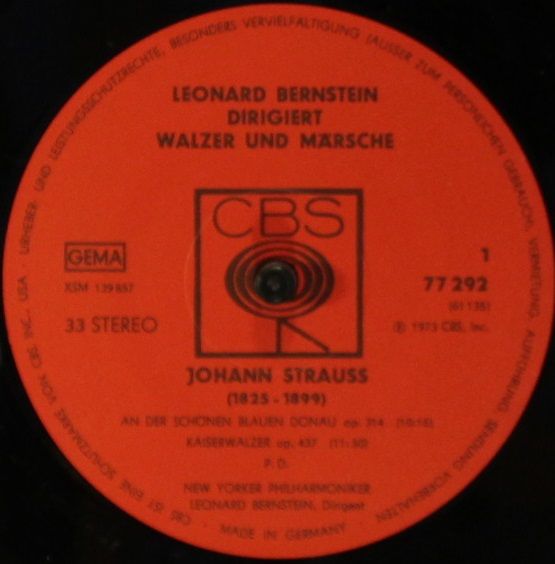 LEONARD BERNSTEIN
DIRIGIERT
WALZER UND MÄRSCHE
CBS
GEMA
XSM 139 857
33 STEREO
1
77 292
(61 135)
℗ 1973 CBS, Inc.
JOHANN STRAUSS
(1825 - 1899)
AN DER SCHÖNEN BLAUEN DONAU op. 314 (10:15)
KAISERWALZER op. 437 (11:30)
P. D.
NEW YORKER PHILHARMONIKER
LEONARD BERNSTEIN, Dirigent
URHEBER- UND LEISTUNGSSCHUTZRECHTE, BESONDERS VERVIELFÄLTIGUNG (AUSSER ZUM PERSÖNLICHEN GEBRAUCH), VERMIETUNG, AUFFÜHRUNG, SENDUNG VORBEHALTEN
· MADE IN GERMANY ·
CBS IST EINE SCHUTZMARKE VON CBS INC., USA